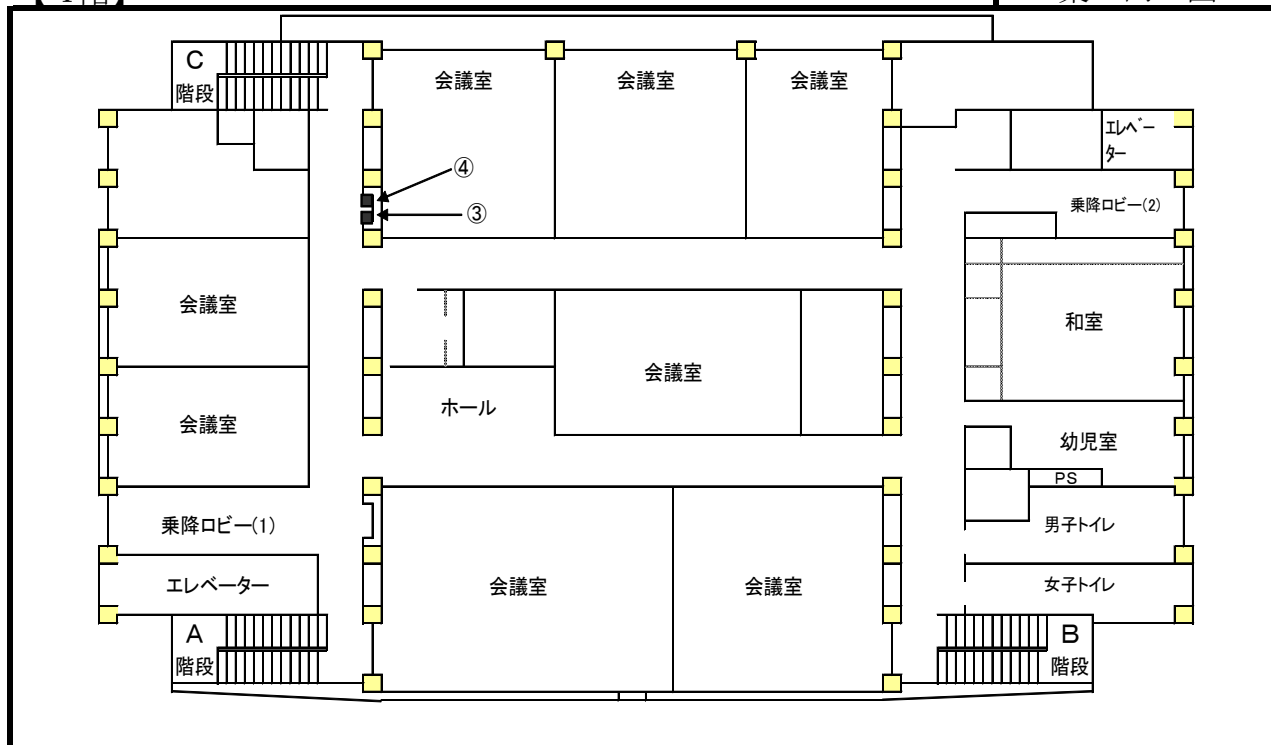 C
階段
会議室
会議室
会議室
エレベー
ター
④
③
乗降ロビー(2)
会議室
会議室
和室
ホール
会議室
幼児室
PS
乗降ロビー(1)
男子トイレ
エレベーター
会議室
会議室
女子トイレ
A
階段
B
階段